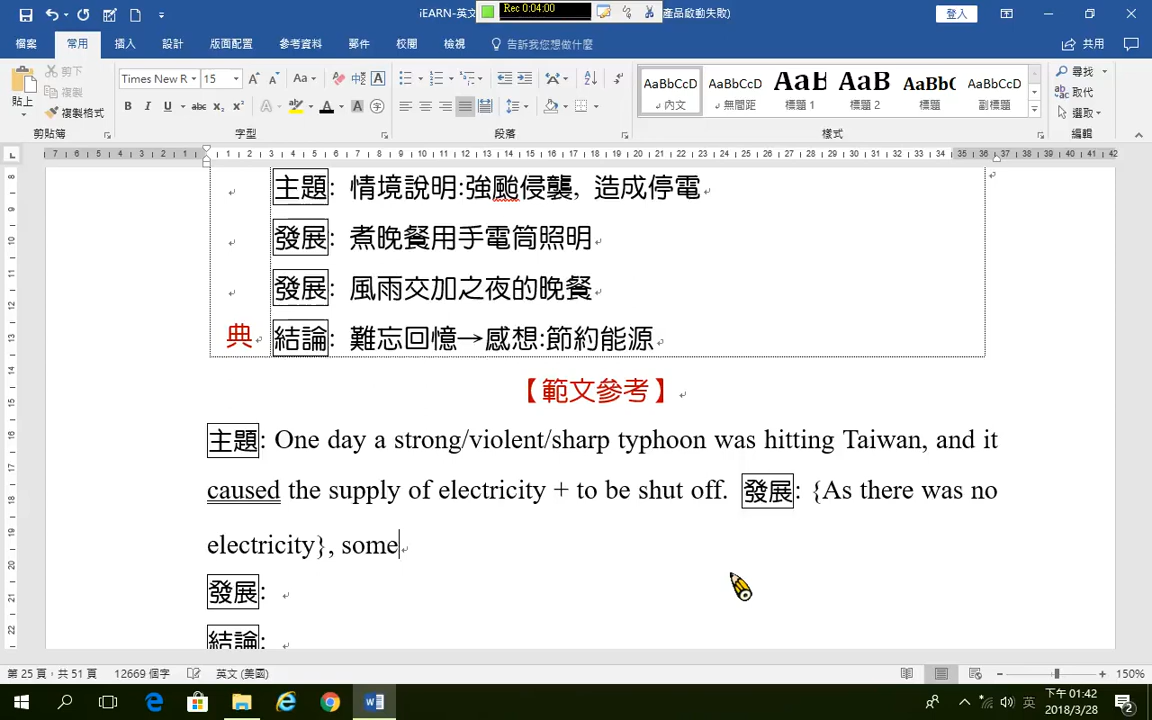 iEARN-英文
Rec 0:04:00
產品啟動失敗)
登入
檔案 常用 插入 設計 版面配置 參考資料 郵件 校閱 檢視 告訴我您想做什麼 共用
貼上 剪下 複製 複製格式
Times New R 15
AaBbCcD AaBbCcD AaBb AaB AaBbC AaBbCcD
內文 無間距 標題 1 標題 2 標題 副標題
尋找 取代 選取
剪貼簿 字型 段落 樣式 編輯
主題: 情境說明:強颱侵襲, 造成停電
發展: 煮晚餐用手電筒照明
發展: 風雨交加之夜的晚餐
典 結論: 難忘回憶→感想:節約能源
【範文參考】
主題: One day a strong/violent/sharp typhoon was hitting Taiwan, and it
caused the supply of electricity + to be shut off. 發展: {As there was no
electricity}, some
發展:
結論:
第 25 頁，共 51 頁 12669 個字 英文 (美國) 150%
英 下午 01:42
2018/3/28
2